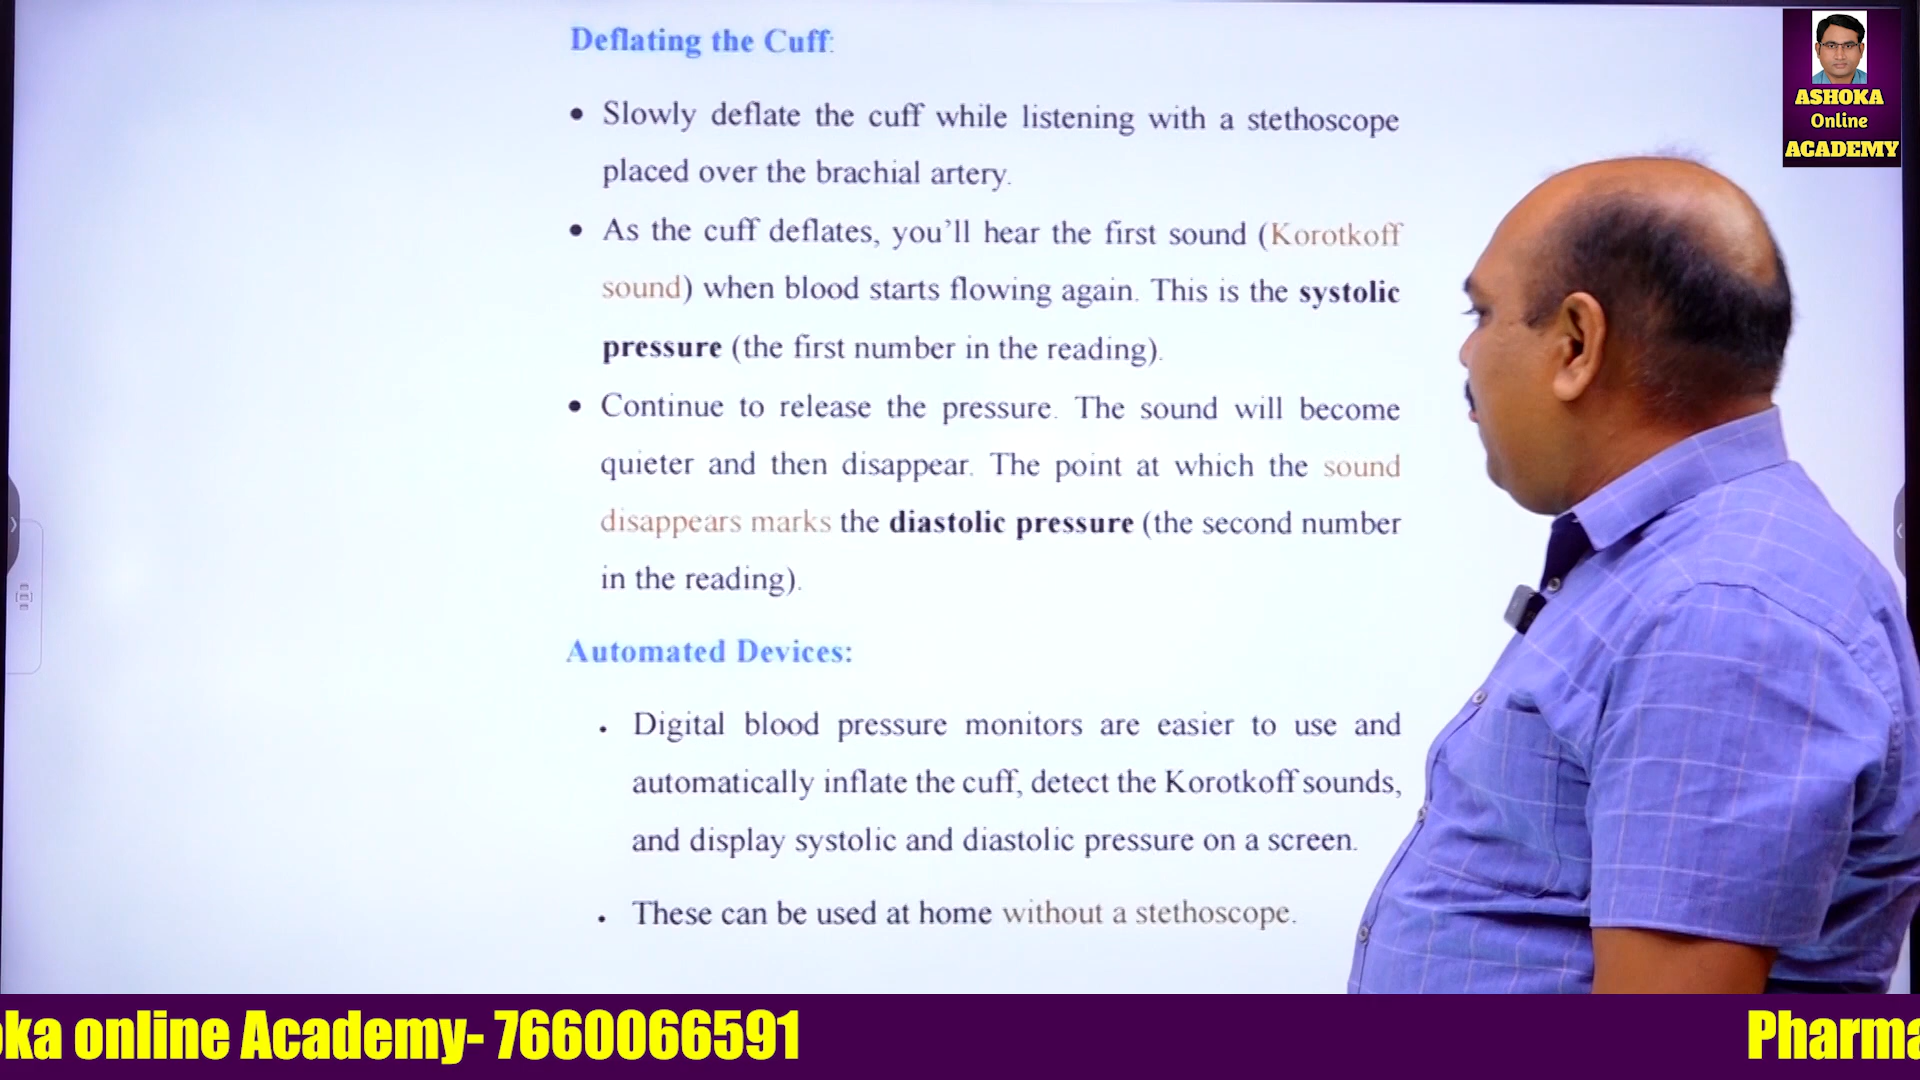 Deflating the Cuff:
• Slowly deflate the cuff while listening with a stethoscope
placed over the brachial artery.
• As the cuff deflates, you’ll hear the first sound (Korotkoff
sound) when blood starts flowing again. This is the systolic
pressure (the first number in the reading).
• Continue to release the pressure. The sound will become
quieter and then disappear. The point at which the sound
disappears marks the diastolic pressure (the second number
in the reading).
Automated Devices:
• Digital blood pressure monitors are easier to use and
automatically inflate the cuff, detect the Korotkoff sounds,
and display systolic and diastolic pressure on a screen.
• These can be used at home without a stethoscope.
ASHOKA
Online
ACADEMY
oka online Academy- 7660066591
Pharma